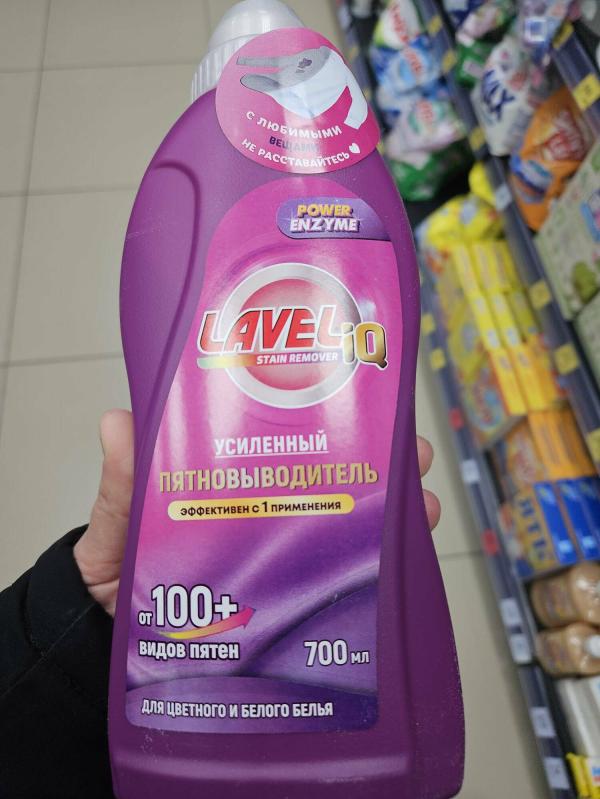 С ЛЮБИМЫМИ
ВЕЩАМИ
НЕ РАССТАВАЙТЕСЬ
POWER
ENZYME
LAVEL iQ
STAIN REMOVER
УСИЛЕННЫЙ
ПЯТНОВЫВОДИТЕЛЬ
ЭФФЕКТИВЕН С 1 ПРИМЕНЕНИЯ
от 100+
видов пятен
700 мл
ДЛЯ ЦВЕТНОГО И БЕЛОГО БЕЛЬЯ